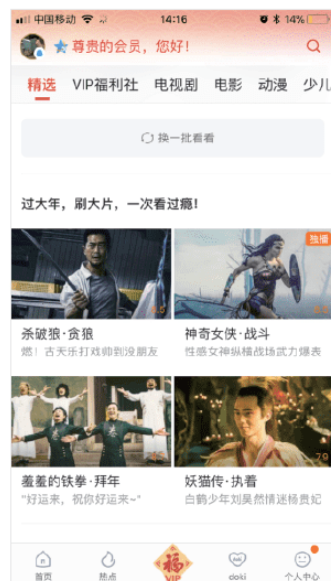 中国移动 14:16 14%
尊贵的会员，您好！
精选 VIP福利社 电视剧 电影 动漫 少儿
换一批看看
过大年，刷大片，一次看过瘾！
独播
杀破狼·贪狼
燃！古天乐打戏帅到没朋友
神奇女侠·战斗
性感女神纵横战场武力爆表
羞羞的铁拳·拜年
"好运来，祝你好运来~"
妖猫传·执着
白鹤少年刘昊然情迷杨贵妃
首页 热点 福 VIP doki 个人中心